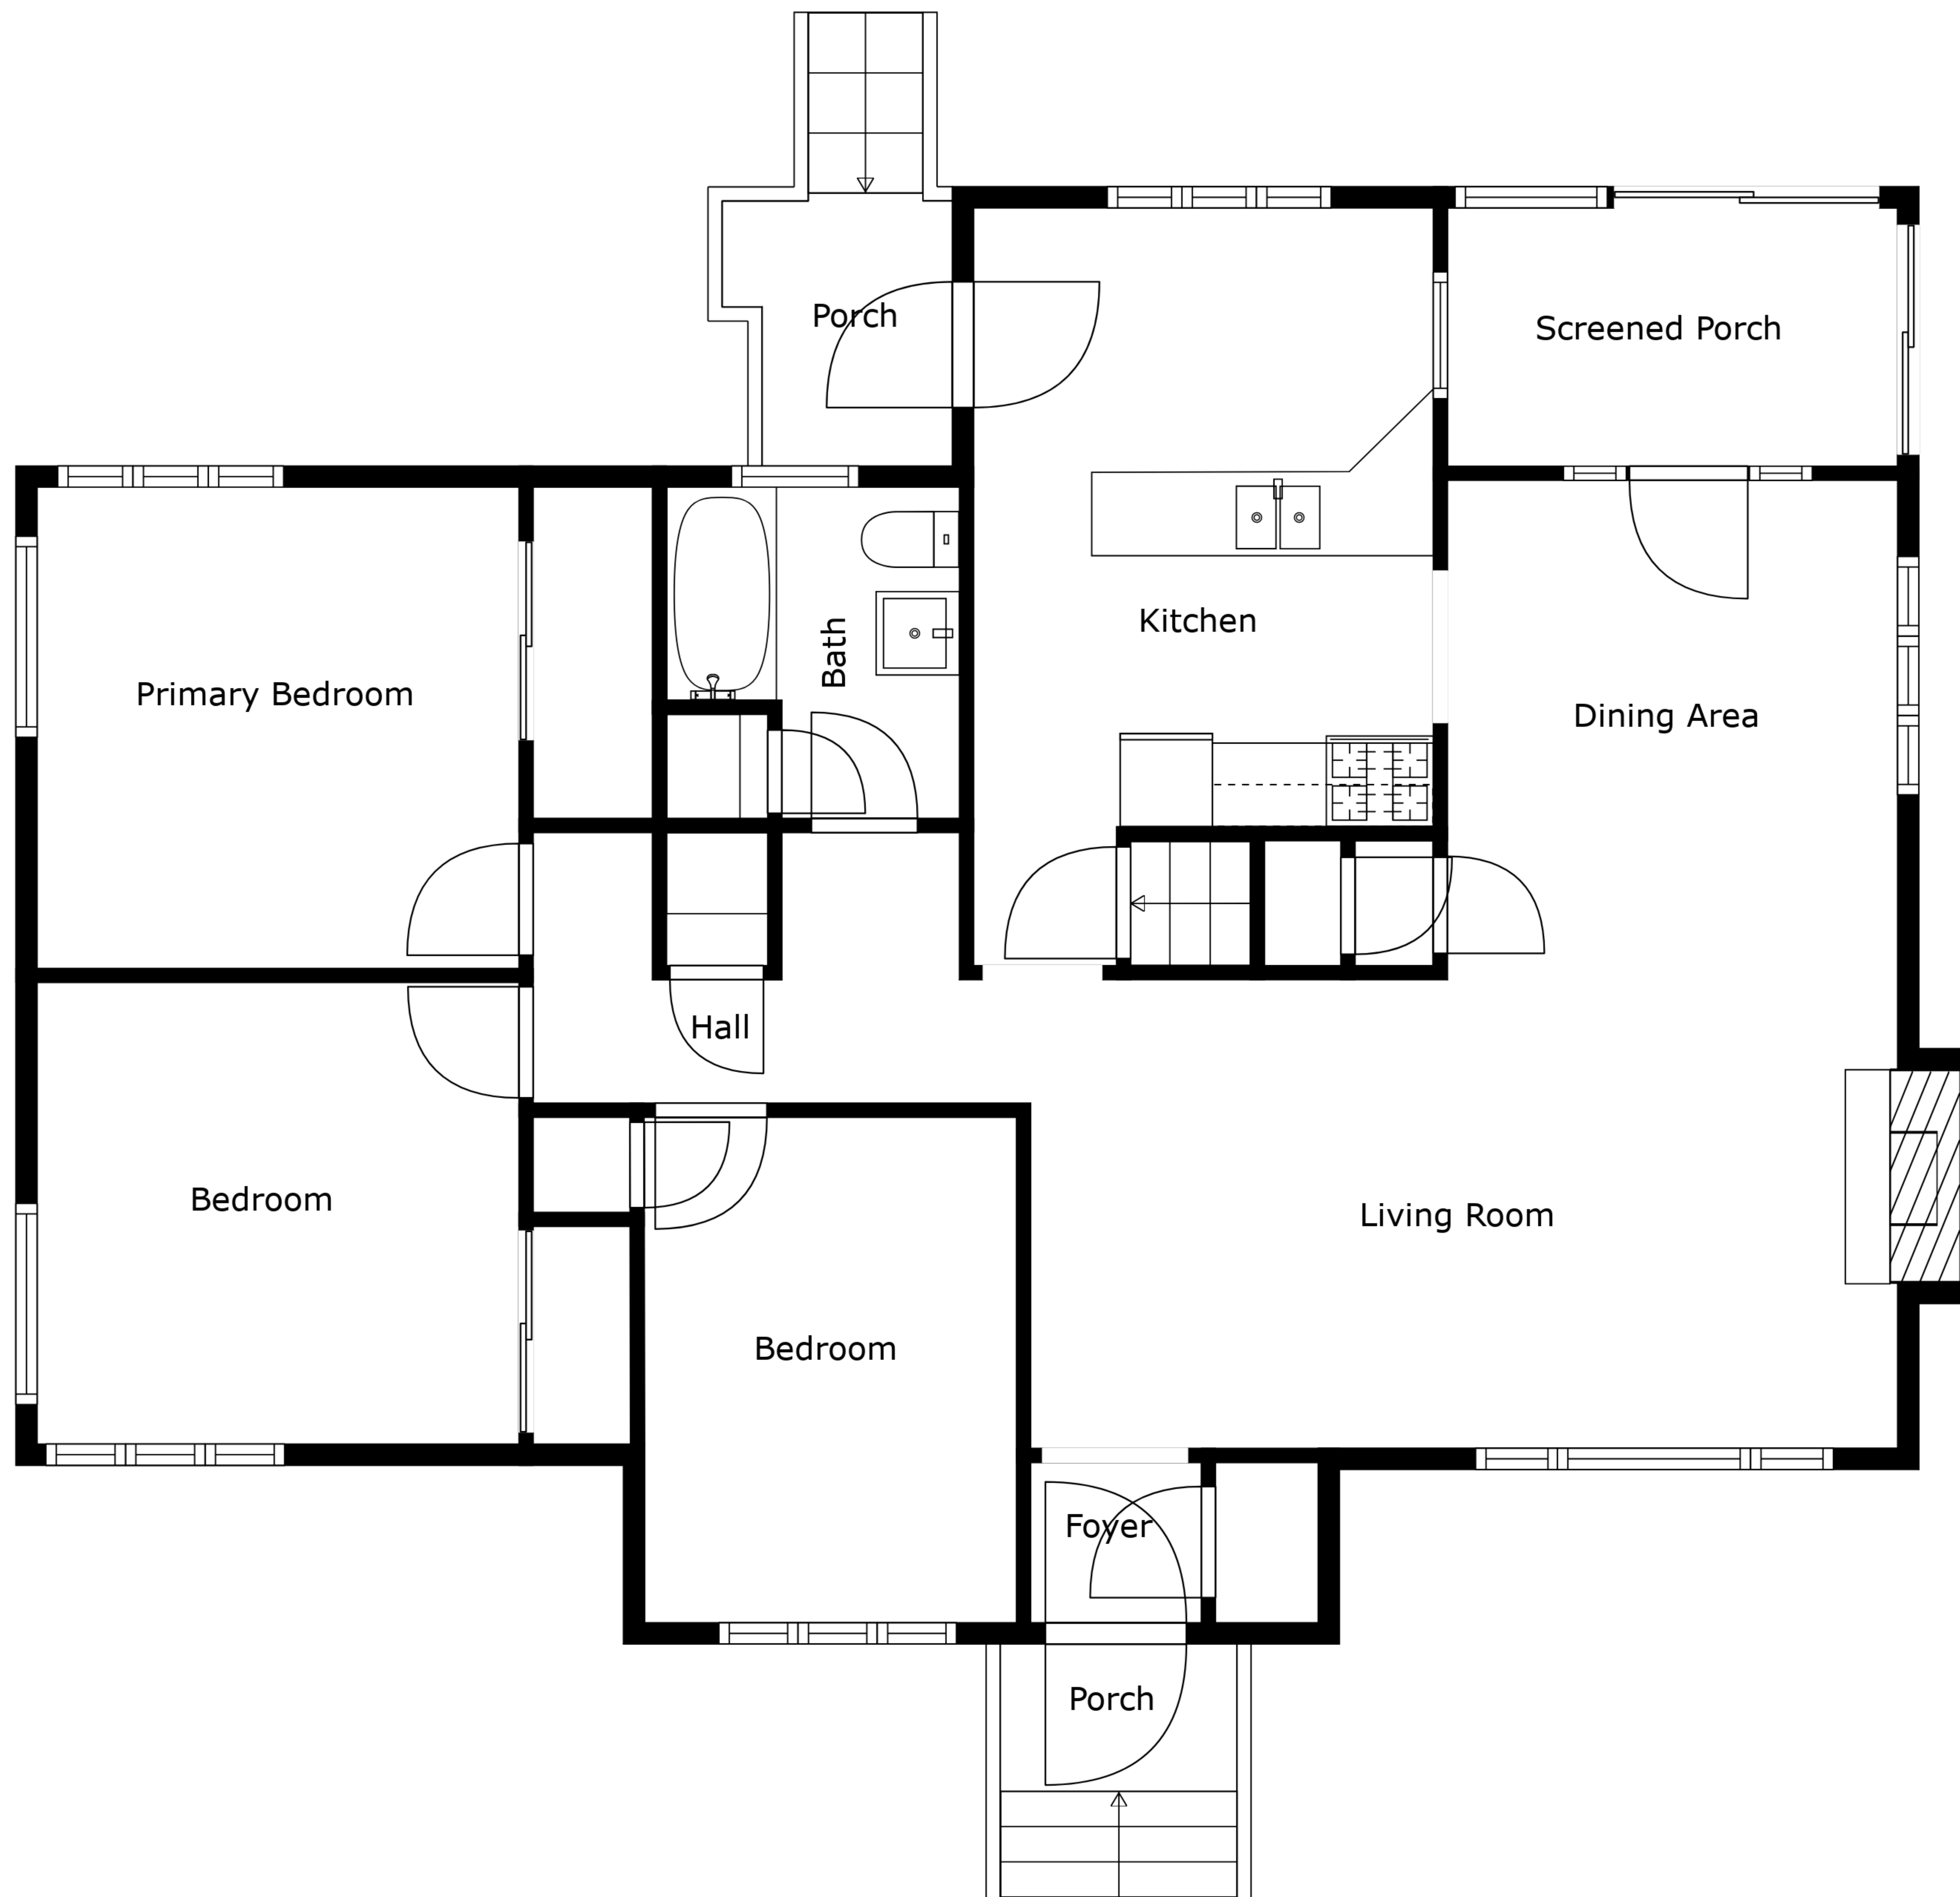 Porch
Screened Porch
Kitchen
Bath
Primary Bedroom
Dining Area
Hall
Bedroom
Living Room
Bedroom
Foyer
Porch